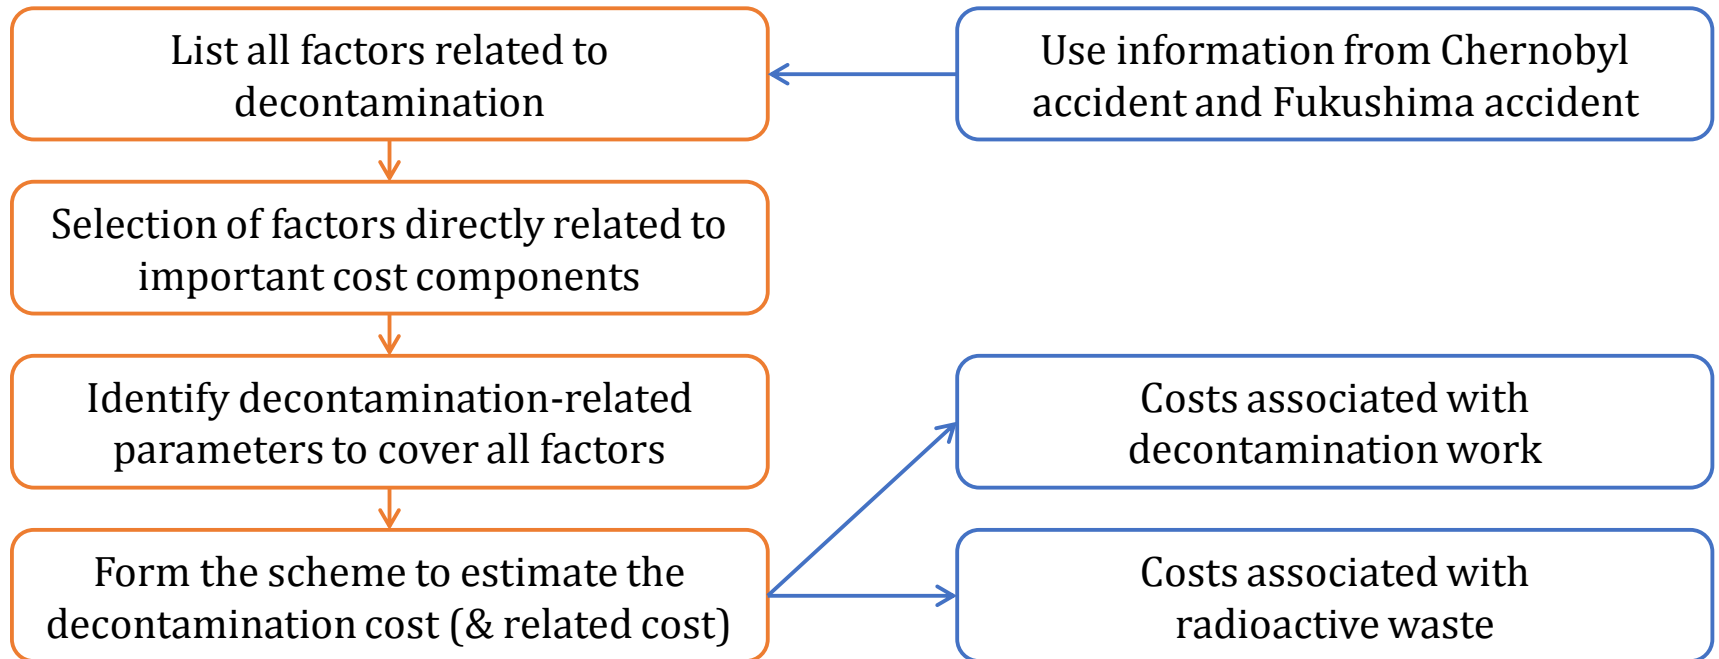 List all factors related to
decontamination
Use information from Chernobyl
accident and Fukushima accident
Selection of factors directly related to
important cost components
Identify decontamination-related
parameters to cover all factors
Costs associated with
decontamination work
Form the scheme to estimate the
decontamination cost (& related cost)
Costs associated with
radioactive waste